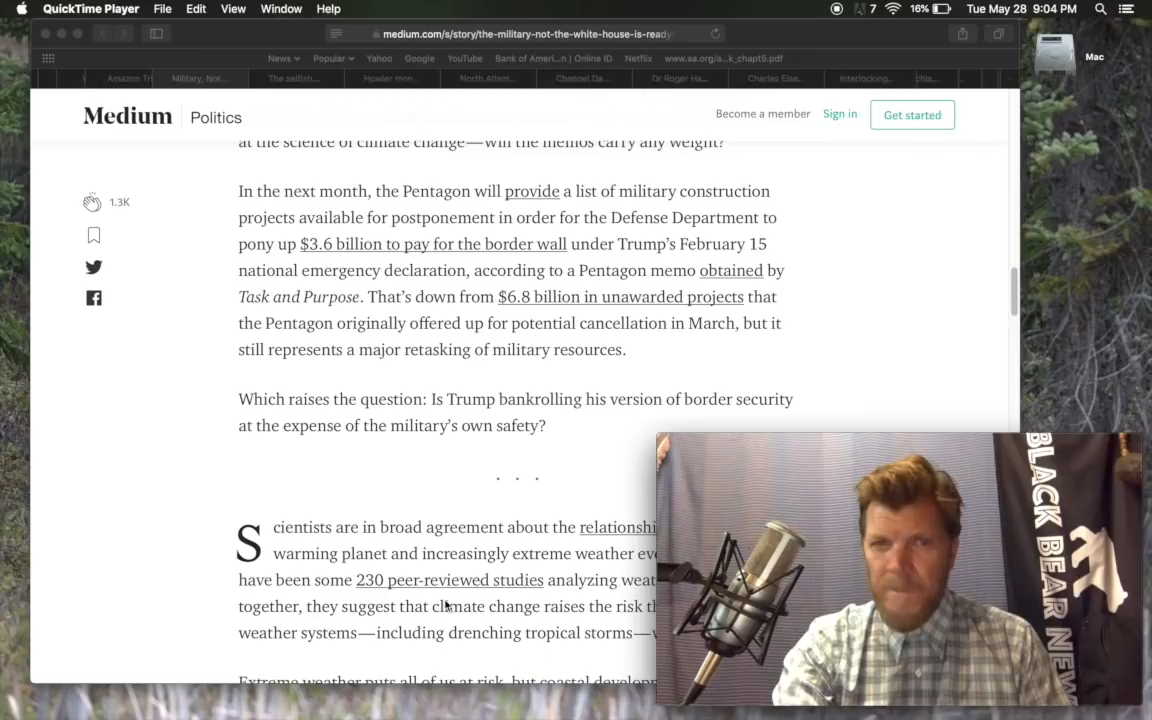 QuickTime Player File Edit View Window Help 7 16% Tue May 28 9:04 PM
medium.com/s/story/the-military-not-the-white-house-is-ready
Mac
News Popular Yahoo Google YouTube Bank of Ameri...n | Online ID Netflix www.aa.org/a...k_chapt5.pdf
Amazon Tri Military, Not... The selfish... Howler mon... North Atlant... Channel Da... Dr Roger Ha... Charles Eise... Interlocking...
Medium Politics Become a member Sign in Get started
at the science of climate change—will the memos carry any weight?
1.3K
In the next month, the Pentagon will provide a list of military construction
projects available for postponement in order for the Defense Department to
pony up $3.6 billion to pay for the border wall under Trump's February 15
national emergency declaration, according to a Pentagon memo obtained by
Task and Purpose. That's down from $6.8 billion in unawarded projects that
the Pentagon originally offered up for potential cancellation in March, but it
still represents a major retasking of military resources.
Which raises the question: Is Trump bankrolling his version of border security
at the expense of the military's own safety?
. . .
Scientists are in broad agreement about the relationshi
warming planet and increasingly extreme weather eve
have been some 230 peer-reviewed studies analyzing weat
together, they suggest that climate change raises the risk th
weather systems—including drenching tropical storms—
Extreme weather puts all of us at risk, but coastal develop
BLACK BEAR NEW